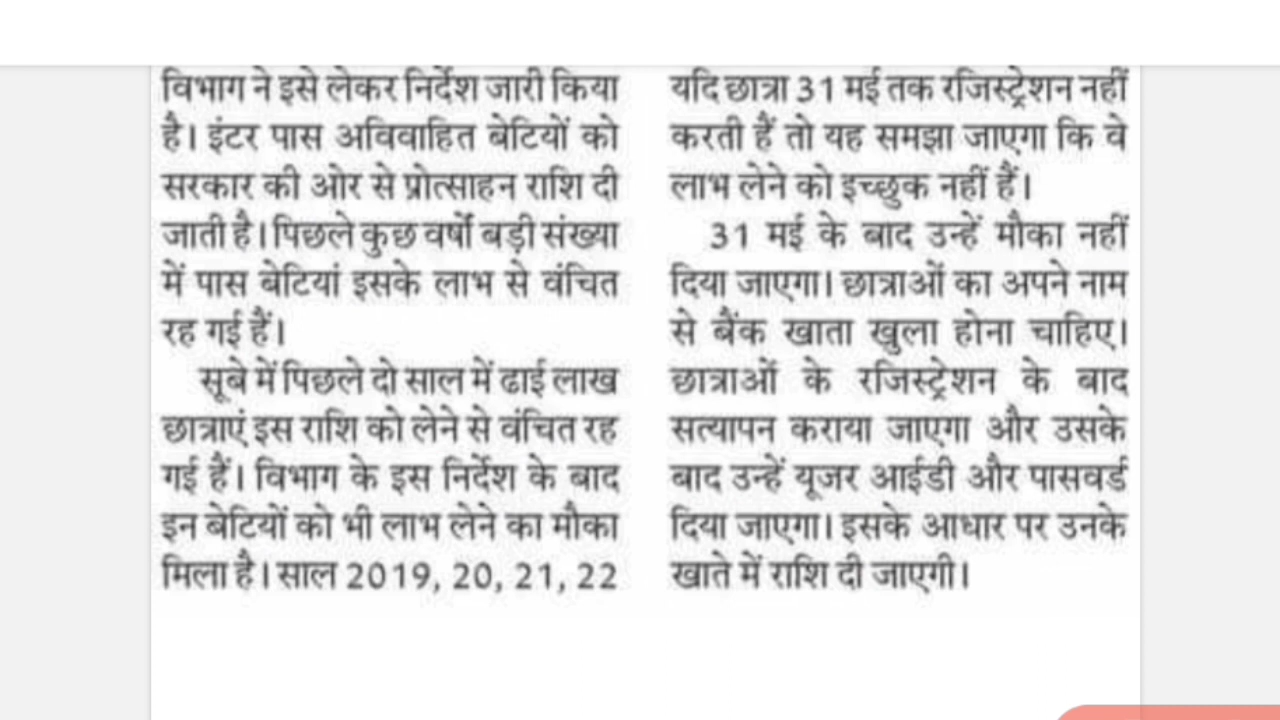 विभाग ने इसे लेकर निर्देश जारी किया
है। इंटर पास अविवाहित बेटियों को
सरकार की ओर से प्रोत्साहन राशि दी
जाती है। पिछले कुछ वर्षों बड़ी संख्या
में पास बेटियां इसके लाभ से वंचित
रह गई हैं।
सूबे में पिछले दो साल में ढाई लाख
छात्राएं इस राशि को लेने से वंचित रह
गई हैं। विभाग के इस निर्देश के बाद
इन बेटियों को भी लाभ लेने का मौका
मिला है। साल 2019, 20, 21, 22
यदि छात्रा 31 मई तक रजिस्ट्रेशन नहीं
करती हैं तो यह समझा जाएगा कि वे
लाभ लेने को इच्छुक नहीं हैं।
31 मई के बाद उन्हें मौका नहीं
दिया जाएगा। छात्राओं का अपने नाम
से बैंक खाता खुला होना चाहिए।
छात्राओं के रजिस्ट्रेशन के बाद
सत्यापन कराया जाएगा और उसके
बाद उन्हें यूजर आईडी और पासवर्ड
दिया जाएगा। इसके आधार पर उनके
खाते में राशि दी जाएगी।